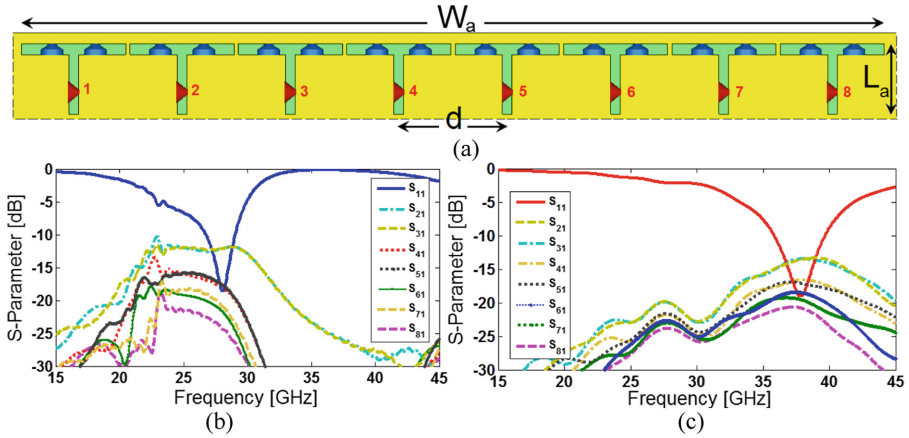 Wa
1 2 3 4 5 6 7 8
La
d
(a)
S-Parameter [dB]
0
-5
-10
-15
-20
-25
-30
15 20 25 30 35 40 45
Frequency [GHz]
S11
S21
S31
S41
S51
S61
S71
S81
(b)
S-Parameter [dB]
0
-5
-10
-15
-20
-25
-30
15 20 25 30 35 40 45
Frequency [GHz]
S11
S21
S31
S41
S51
S61
S71
S81
(c)